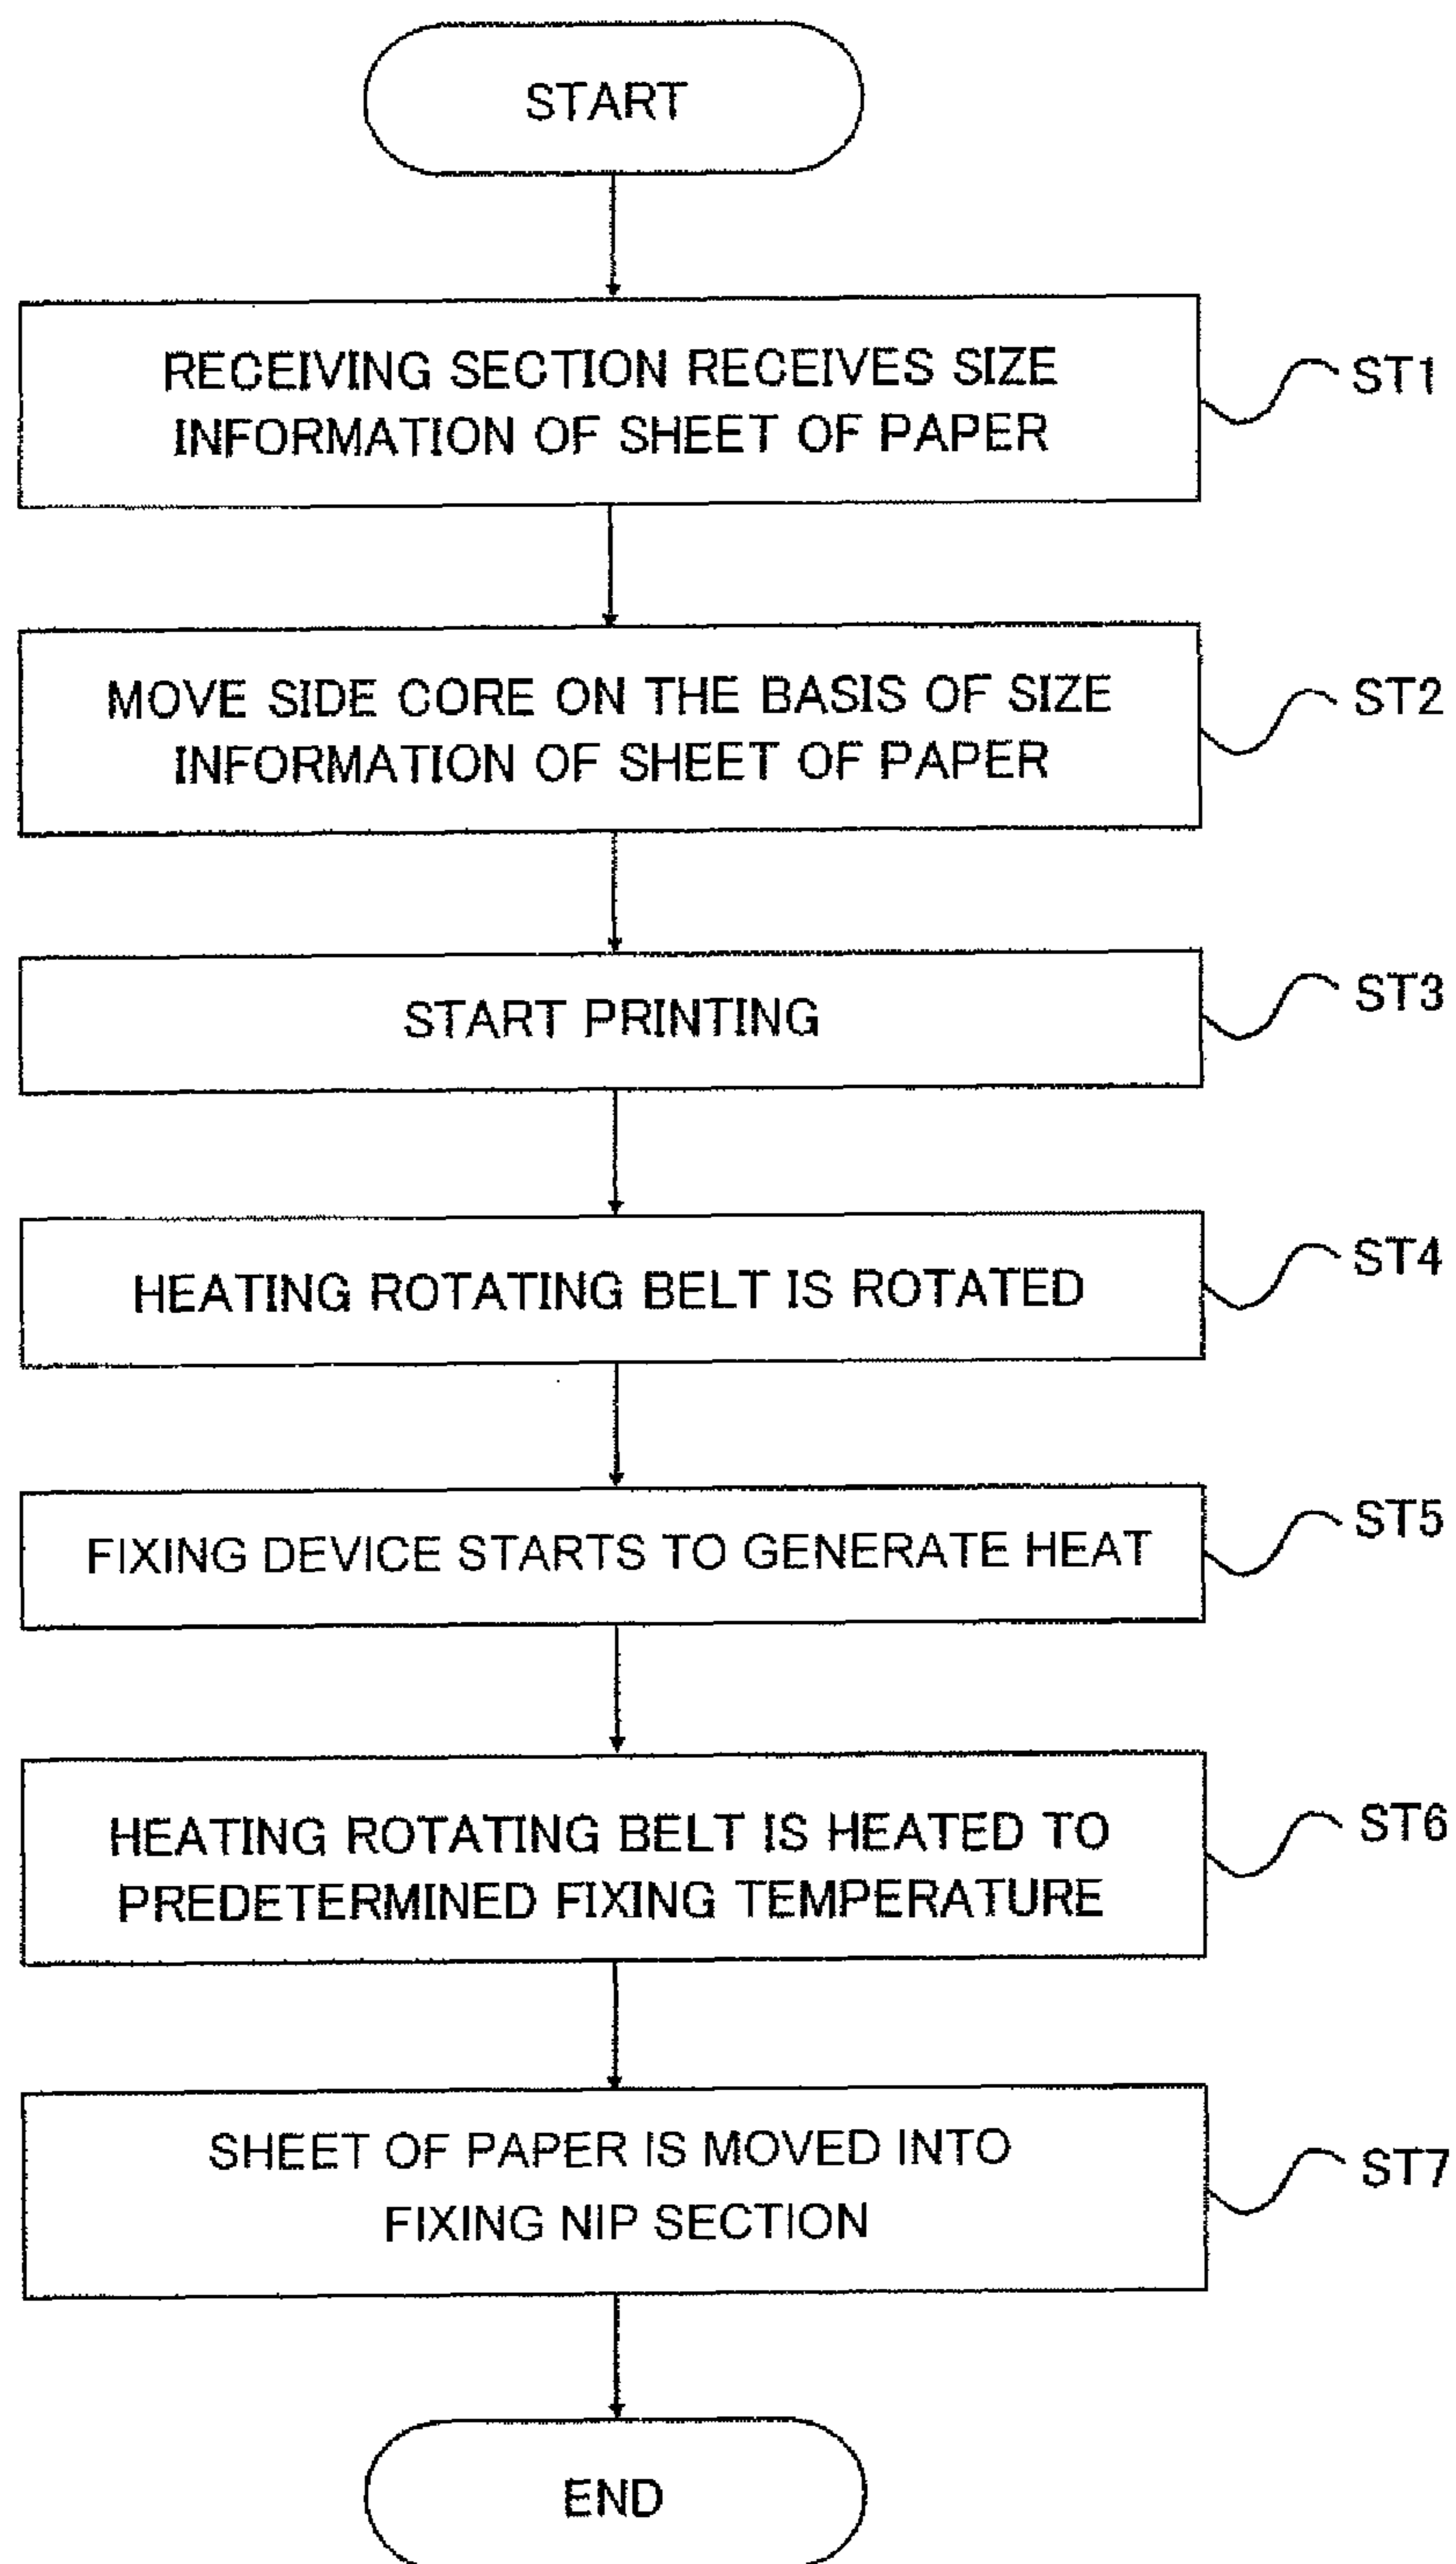 START
RECEIVING SECTION RECEIVES SIZE
INFORMATION OF SHEET OF PAPER
ST1
MOVE SIDE CORE ON THE BASIS OF SIZE
INFORMATION OF SHEET OF PAPER
ST2
START PRINTING
ST3
HEATING ROTATING BELT IS ROTATED
ST4
FIXING DEVICE STARTS TO GENERATE HEAT
ST5
HEATING ROTATING BELT IS HEATED TO
PREDETERMINED FIXING TEMPERATURE
ST6
SHEET OF PAPER IS MOVED INTO
FIXING NIP SECTION
ST7
END